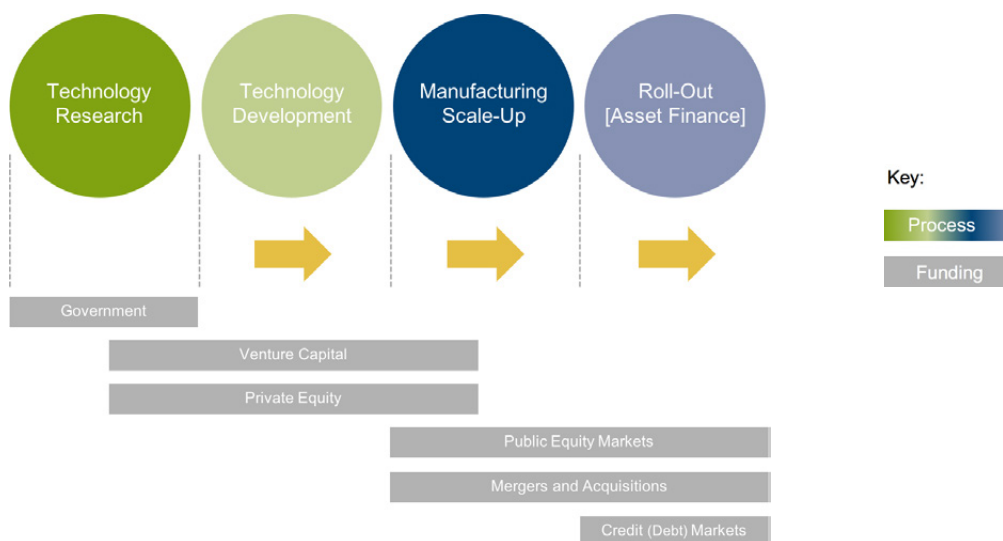 Technology
Research
Technology
Development
Manufacturing
Scale-Up
Roll-Out
[Asset Finance]
Key:
Process
Funding
Government
Venture Capital
Private Equity
Public Equity Markets
Mergers and Acquisitions
Credit (Debt) Markets